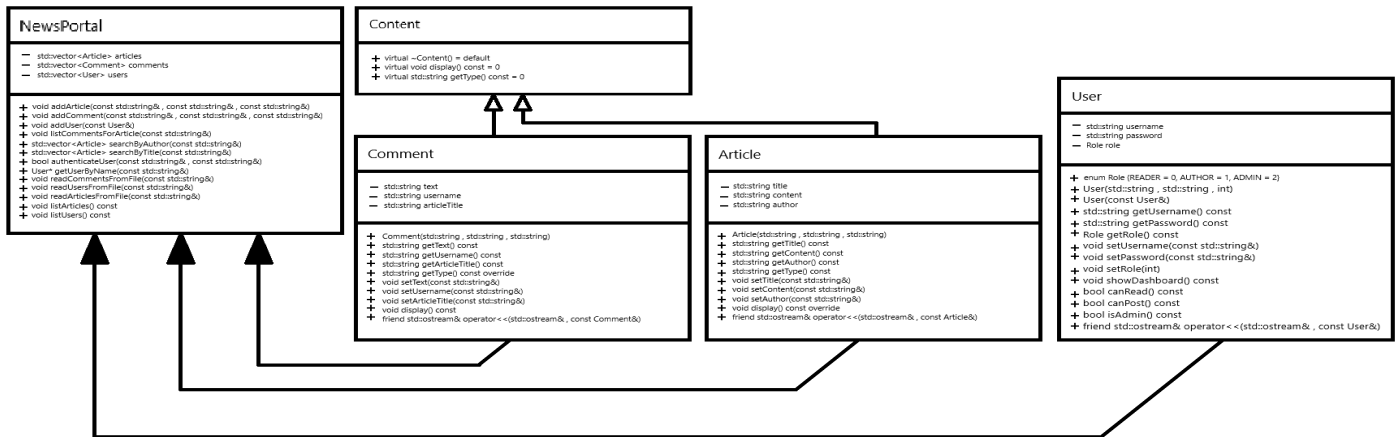 NewsPortal
− std::vector<Article> articles
− std::vector<Comment> comments
− std::vector<User> users
+ void addArticle(const std::string& , const std::string& , const std::string&)
+ void addComment(const std::string& , const std::string& , const std::string&)
+ void addUser(const User&)
+ void listCommentsForArticle(const std::string&)
+ std::vector<Article> searchByAuthor(const std::string&)
+ std::vector<Article> searchByTitle(const std::string&)
+ bool authenticateUser(const std::string& , const std::string&)
+ User* getUserByName(const std::string&)
+ void readCommentsFromFile(const std::string&)
+ void readUsersFromFile(const std::string&)
+ void readArticlesFromFile(const std::string&)
+ void listArticles() const
+ void listUsers() const
Content
+ virtual ~Content() = default
+ virtual void display() const = 0
+ virtual std::string getType() const = 0
Comment
− std::string text
− std::string username
− std::string articleTitle
+ Comment(std::string , std::string , std::string)
+ std::string getText() const
+ std::string getUsername() const
+ std::string getArticleTitle() const
+ std::string getType() const override
+ void setText(const std::string&)
+ void setUsername(const std::string&)
+ void setArticleTitle(const std::string&)
+ void display() const
+ friend std::ostream& operator<<(std::ostream& , const Comment&)
Article
− std::string title
− std::string content
− std::string author
+ Article(std::string , std::string , std::string)
+ std::string getTitle() const
+ std::string getContent() const
+ std::string getAuthor() const
+ std::string getType() const
+ void setTitle(const std::string&)
+ void setContent(const std::string&)
+ void setAuthor(const std::string&)
+ void display() const override
+ friend std::ostream& operator<<(std::ostream& , const Article&)
User
− std::string username
− std::string password
− Role role
+ enum Role (READER = 0, AUTHOR = 1, ADMIN = 2)
+ User(std::string , std::string , int)
+ User(const User&)
+ std::string getUsername() const
+ std::string getPassword() const
+ Role getRole() const
+ void setUsername(const std::string&)
+ void setPassword(const std::string&)
+ void setRole(int)
+ void showDashboard() const
+ bool canRead() const
+ bool canPost() const
+ bool isAdmin() const
+ friend std::ostream& operator<<(std::ostream& , const User&)